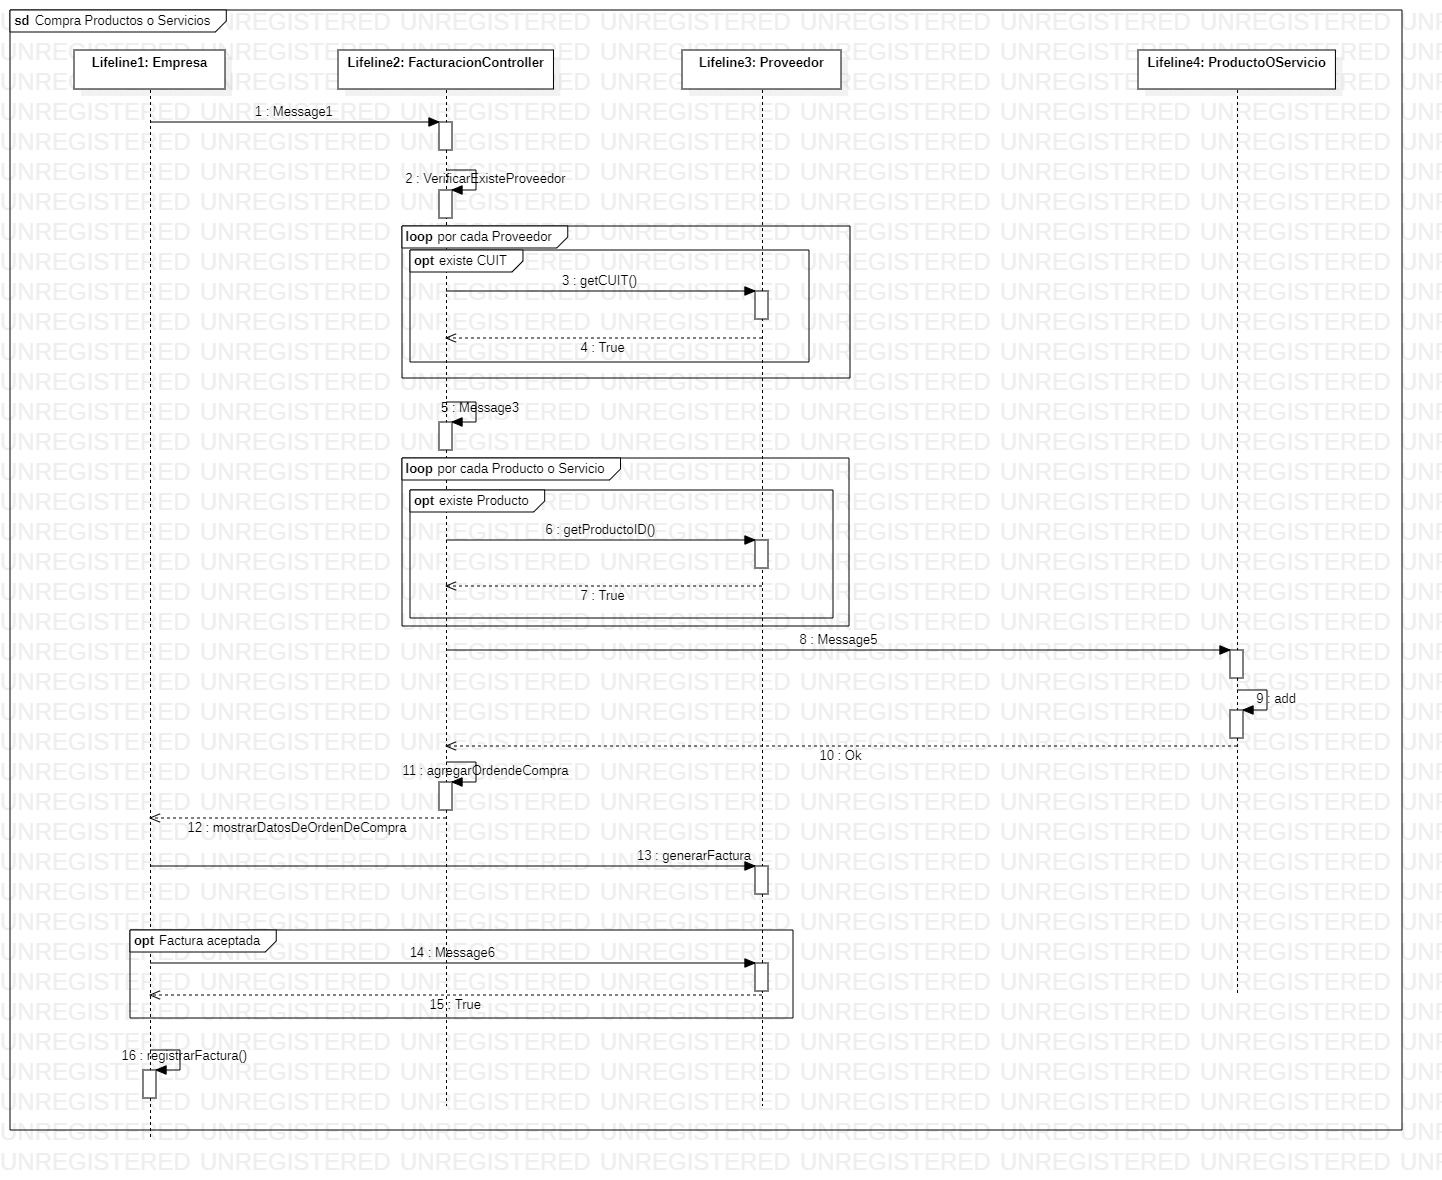 sd Compra Productos o Servicios
Lifeline1: Empresa
Lifeline2: FacturacionController
Lifeline3: Proveedor
Lifeline4: ProductoOServicio
1 : Message1
2 : VerificarExisteProveedor
loop por cada Proveedor
opt existe CUIT
3 : getCUIT()
4 : True
5 : Message3
loop por cada Producto o Servicio
opt existe Producto
6 : getProductoID()
7 : True
8 : Message5
9 : add
10 : Ok
11 : agregarOrdendeCompra
12 : mostrarDatosDeOrdenDeCompra
13 : generarFactura
opt Factura aceptada
14 : Message6
15 : True
16 : registrarFactura()
UNREGISTERED UNREGISTERED UNREGISTERED UNREGISTERED UNREGISTERED UNREGISTERED UNREGISTERED